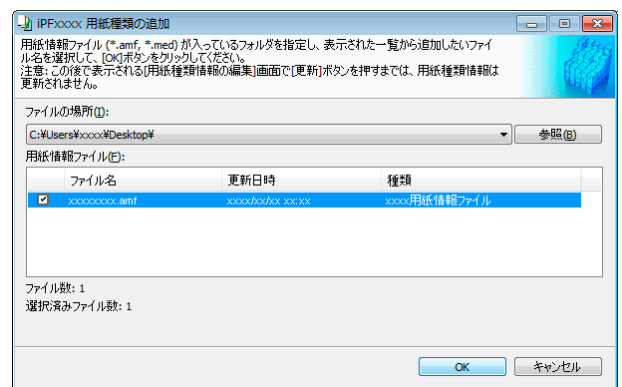 iPFxxxx 用紙種類の追加
用紙情報ファイル (*.amf, *.med) が入っているフォルダを指定し、表示された一覧から追加したいファイ
ル名を選択して、[OK]ボタンをクリックしてください。
注意: この後で表示される[用紙種類情報の編集]画面で[更新]ボタンを押すまでは、用紙種類情報は
更新されません。
ファイルの場所(I):
C:¥Users¥xxxx¥Desktop¥ 参照(B)
用紙情報ファイル(F):
ファイル名 更新日時 種類
xxxxxxxx.amf xxxx/xx/xx xx:xx xxxx用紙情報ファイル
ファイル数: 1
選択済みファイル数: 1
OK キャンセル